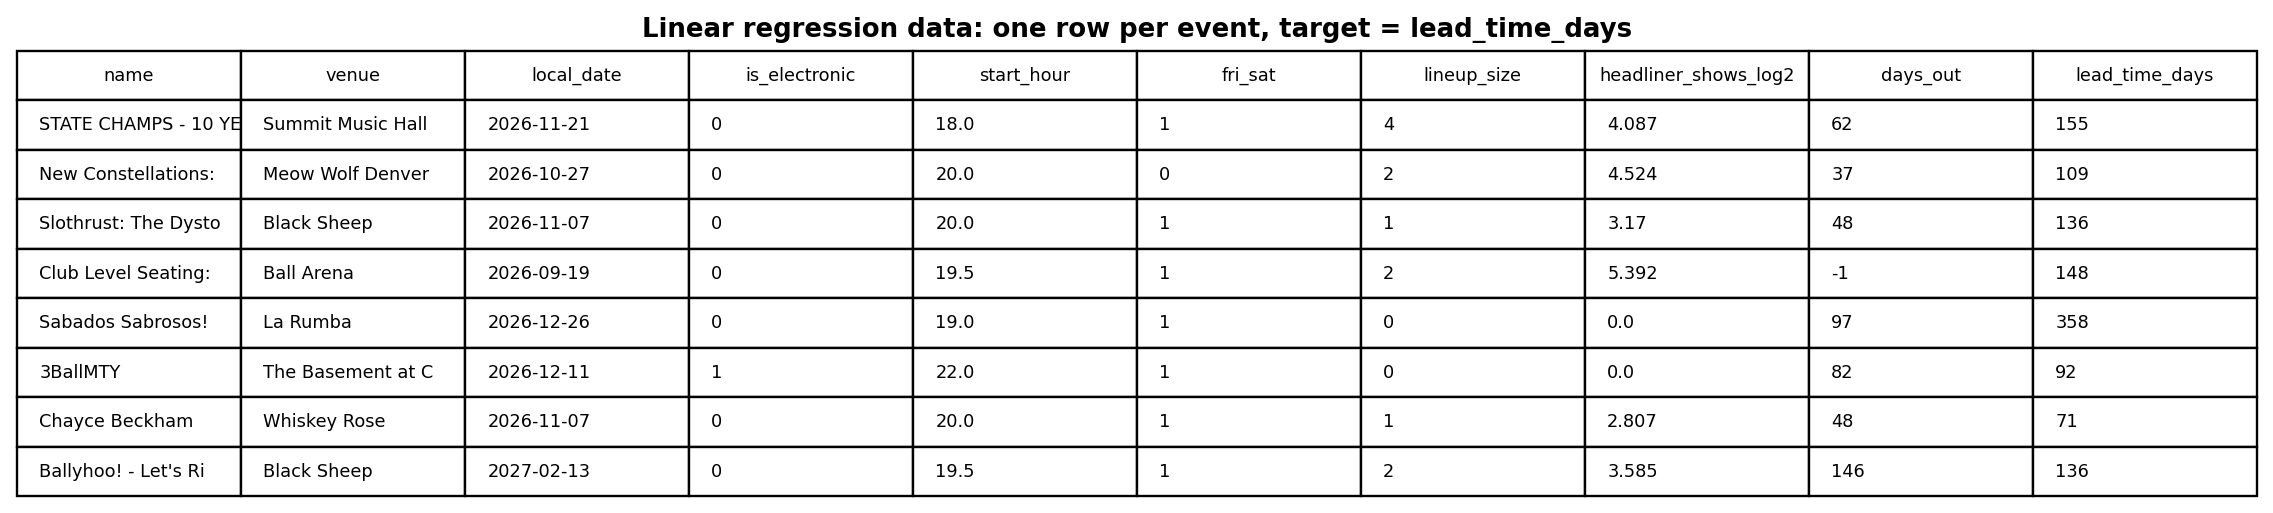 Linear regression data: one row per event, target = lead_time_days
name venue local_date is_electronic start_hour fri_sat lineup_size headliner_shows_log2 days_out lead_time_days
STATE CHAMPS - 10 YE Summit Music Hall 2026-11-21 0 18.0 1 4 4.087 62 155
New Constellations: Meow Wolf Denver 2026-10-27 0 20.0 0 2 4.524 37 109
Slothrust: The Dysto Black Sheep 2026-11-07 0 20.0 1 1 3.17 48 136
Club Level Seating: Ball Arena 2026-09-19 0 19.5 1 2 5.392 -1 148
Sabados Sabrosos! La Rumba 2026-12-26 0 19.0 1 0 0.0 97 358
3BallMTY The Basement at C 2026-12-11 1 22.0 1 0 0.0 82 92
Chayce Beckham Whiskey Rose 2026-11-07 0 20.0 1 1 2.807 48 71
Ballyhoo! - Let's Ri Black Sheep 2027-02-13 0 19.5 1 2 3.585 146 136